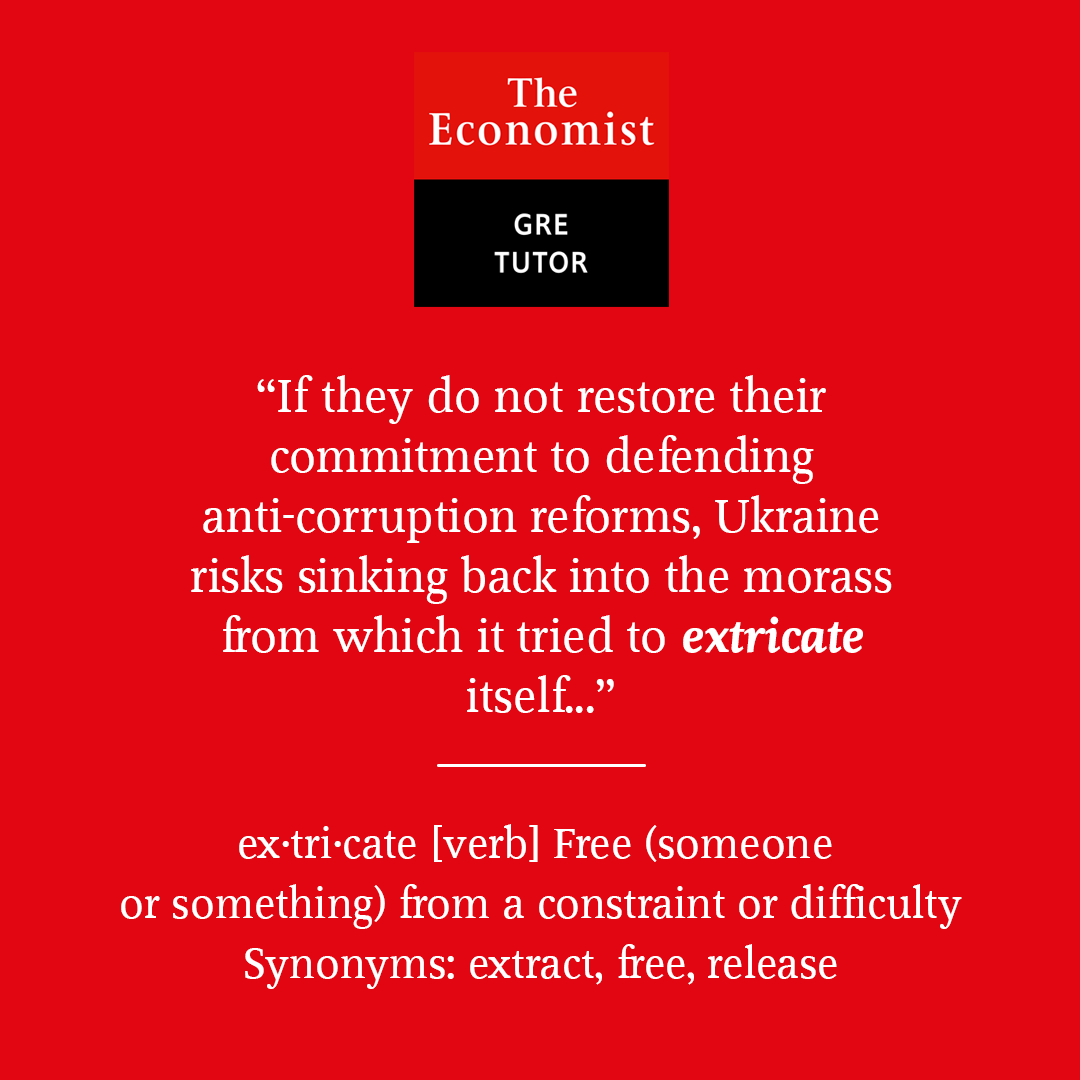 The
Economist
GRE
TUTOR
“If they do not restore their
commitment to defending
anti-corruption reforms, Ukraine
risks sinking back into the morass
from which it tried to extricate
itself...”
ex·tri·cate [verb] Free (someone
or something) from a constraint or difficulty
Synonyms: extract, free, release